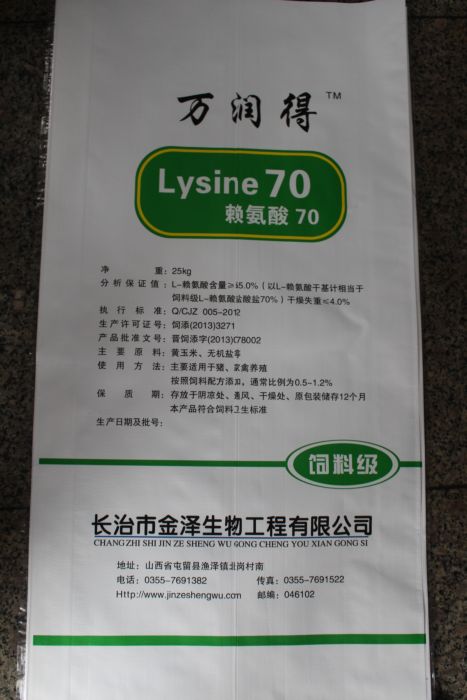 万润得 TM
Lysine 70
赖氨酸 70
净 重: 25kg
分析保证值: L-赖氨酸含量≥55.0%(以L-赖氨酸干基计相当于
饲料级L-赖氨酸盐酸盐70%)干燥失重≤4.0%
执行标准: Q/CJZ 005-2012
生产许可证号: 饲添(2013)3271
产品批准文号: 晋饲添字(2013)178002
主要原料: 黄玉米、无机盐等
使用方法: 主要适用于猪、家禽养殖
按照饲料配方添加，通常比例为0.5-1.2%
保 质 期: 存放于阴凉处、通风、干燥处、原包装储存12个月
本产品符合饲料卫生标准
生产日期及批号:
饲料级
长治市金泽生物工程有限公司
CHANG ZHI SHI JIN ZE SHENG WU GONG CHENG YOU XIAN GONG SI
地址: 山西省屯留县渔泽镇北岗村南
电话: 0355-7691382 传真: 0355-7691522
Http://www.jinzeshengwu.com 邮编: 046102